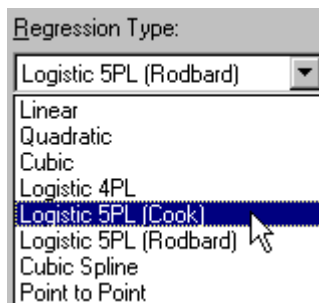 Regression Type:
Logistic 5PL (Rodbard)
Linear
Quadratic
Cubic
Logistic 4PL
Logistic 5PL (Cook)
Logistic 5PL (Rodbard)
Cubic Spline
Point to Point